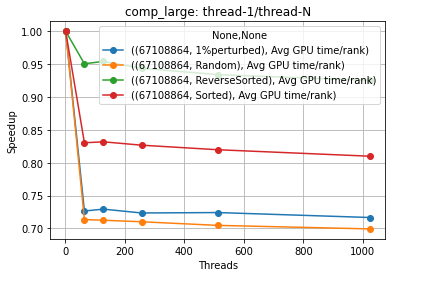 comp_large: thread-1/thread-N
None,None
((67108864, 1%perturbed), Avg GPU time/rank)
((67108864, Random), Avg GPU time/rank)
((67108864, ReverseSorted), Avg GPU time/rank)
((67108864, Sorted), Avg GPU time/rank)
Speedup
1.00
0.95
0.90
0.85
0.80
0.75
0.70
0 200 400 600 800 1000
Threads